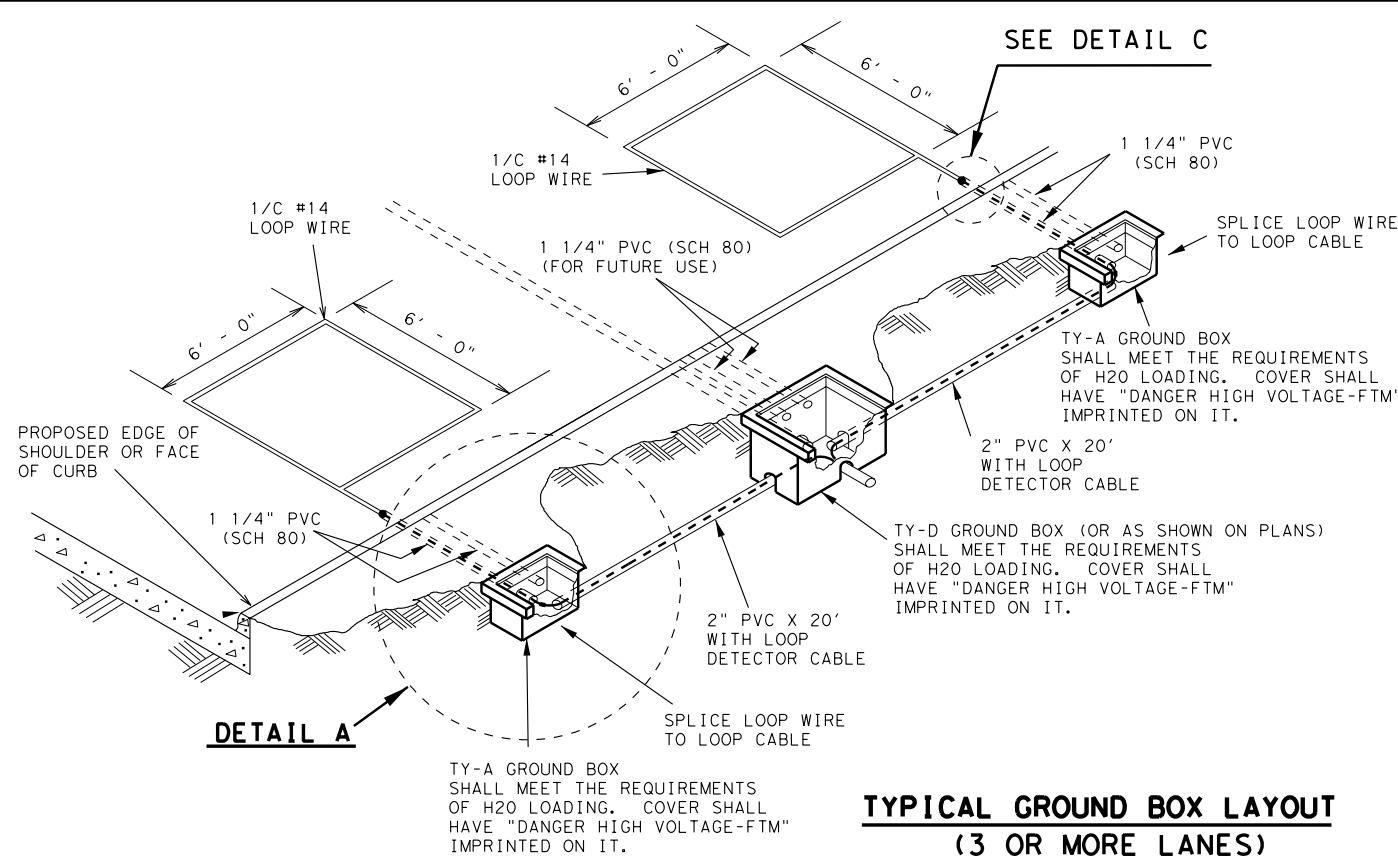 SEE DETAIL C
6' - 0"
6' - 0"
1 1/4" PVC
(SCH 80)
1/C #14
LOOP WIRE
1/C #14
LOOP WIRE
SPLICE LOOP WIRE
TO LOOP CABLE
1 1/4" PVC (SCH 80)
(FOR FUTURE USE)
6' - 0"
6' - 0"
TY-A GROUND BOX
SHALL MEET THE REQUIREMENTS
OF H20 LOADING. COVER SHALL
HAVE "DANGER HIGH VOLTAGE-FTM"
IMPRINTED ON IT.
PROPOSED EDGE OF
SHOULDER OR FACE
OF CURB
2" PVC X 20'
WITH LOOP
DETECTOR CABLE
1 1/4" PVC
(SCH 80)
TY-D GROUND BOX (OR AS SHOWN ON PLANS)
SHALL MEET THE REQUIREMENTS
OF H20 LOADING. COVER SHALL
HAVE "DANGER HIGH VOLTAGE-FTM"
IMPRINTED ON IT.
2" PVC X 20'
WITH LOOP
DETECTOR CABLE
DETAIL A
SPLICE LOOP WIRE
TO LOOP CABLE
TY-A GROUND BOX
SHALL MEET THE REQUIREMENTS
OF H20 LOADING. COVER SHALL
HAVE "DANGER HIGH VOLTAGE-FTM"
IMPRINTED ON IT.
TYPICAL GROUND BOX LAYOUT
(3 OR MORE LANES)